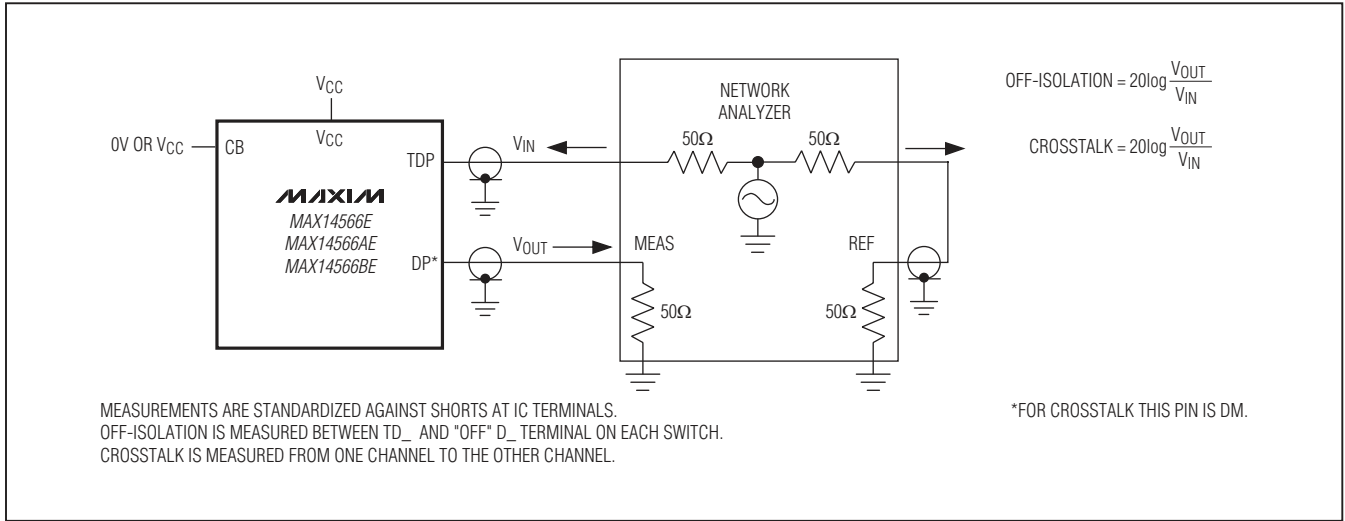 VCC
0V OR VCC
CB
VCC
TDP
MAXIM
MAX14566E
MAX14566AE
MAX14566BE
DP*
VIN
VOUT
NETWORK
ANALYZER
50Ω
50Ω
MEAS
REF
50Ω
50Ω
OFF-ISOLATION = 20log VOUT
VIN
CROSSTALK = 20log VOUT
VIN
MEASUREMENTS ARE STANDARDIZED AGAINST SHORTS AT IC TERMINALS.
OFF-ISOLATION IS MEASURED BETWEEN TD_ AND "OFF" D_ TERMINAL ON EACH SWITCH.
CROSSTALK IS MEASURED FROM ONE CHANNEL TO THE OTHER CHANNEL.
*FOR CROSSTALK THIS PIN IS DM.